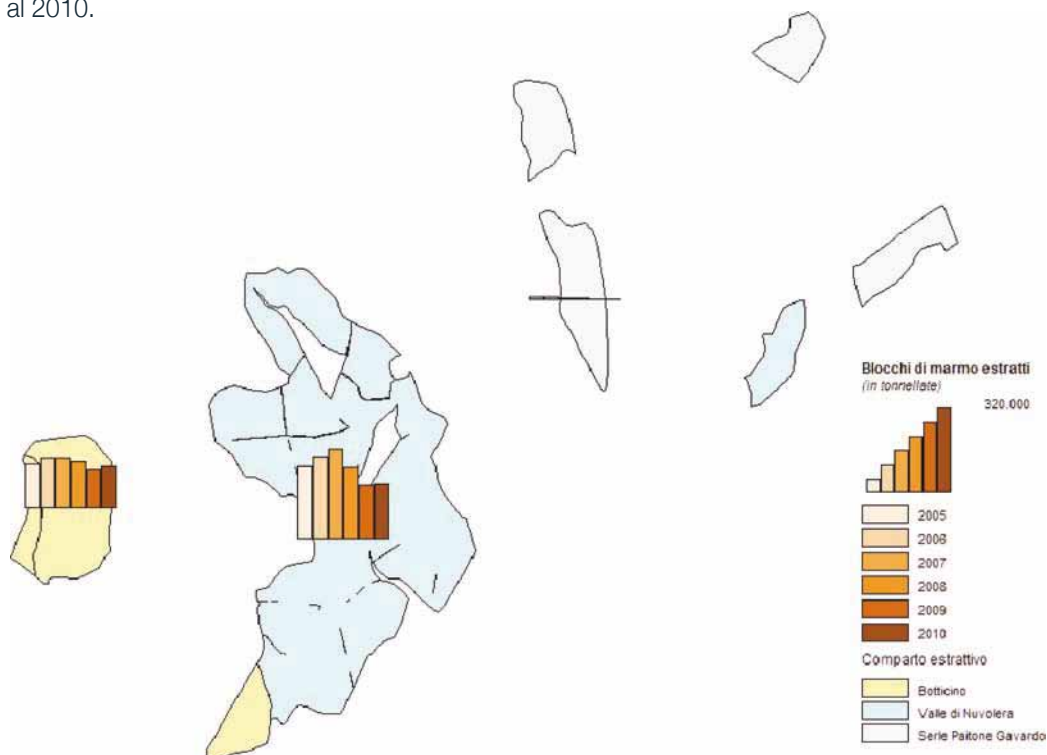 al 2010.
Blocchi di marmo estratti
(in tonnellate)
320.000
2005
2006
2007
2008
2009
2010
Comparto estrattivo
Botticino
Valle di Nuvolera
Serle Paitone Gavardo